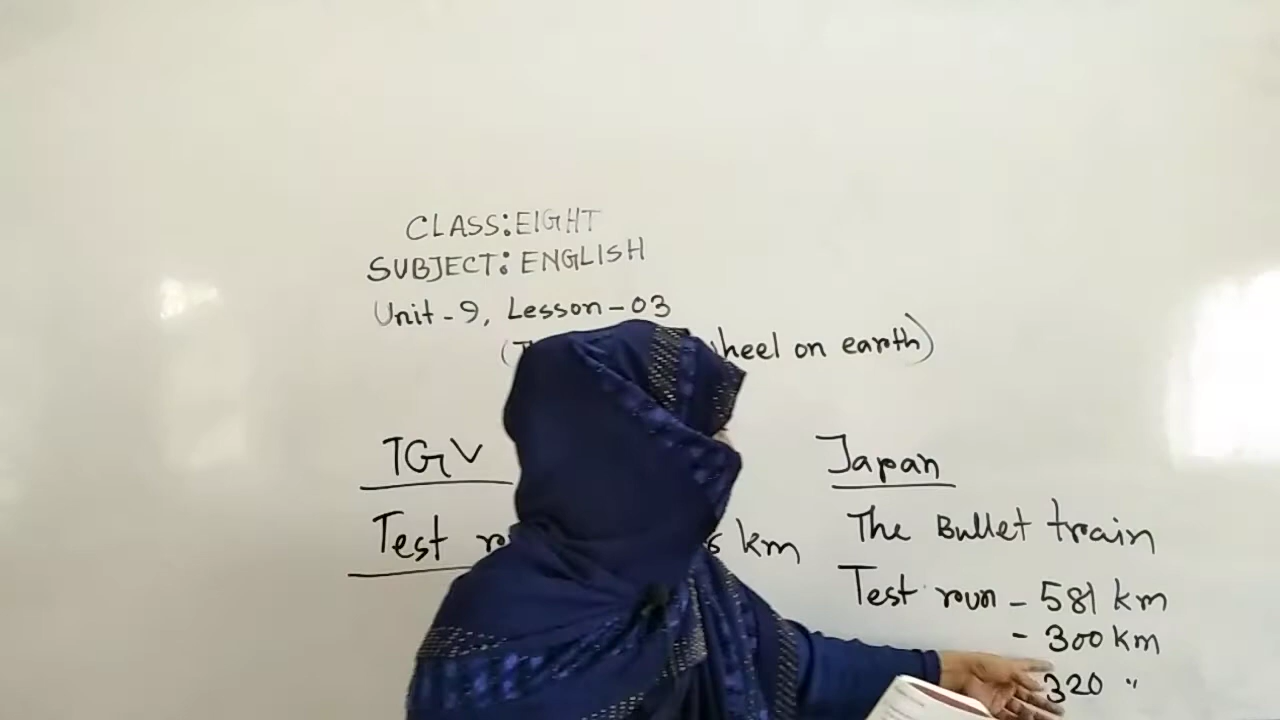 CLASS: EIGHT
SUBJECT: ENGLISH
Unit - 9, Lesson - 03
on earth)
TGV
Test km
Japan
The Bullet train
Test run - 581 km
- 300 km
320 "